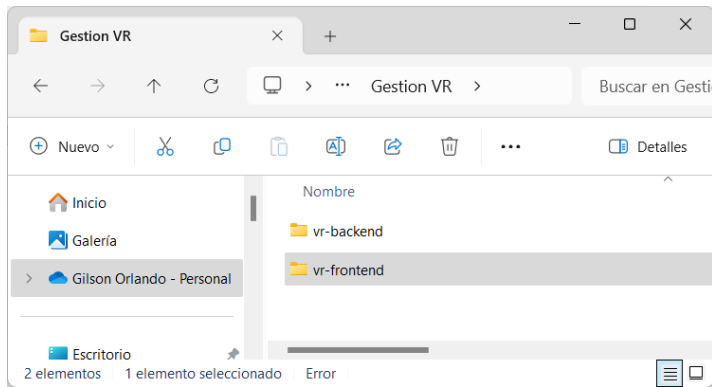 Gestion VR
Gestion VR
Buscar en Gesti
Nuevo
Detalles
Inicio
Galería
Gilson Orlando - Personal
Escritorio
Nombre
vr-backend
vr-frontend
2 elementos 1 elemento seleccionado Error